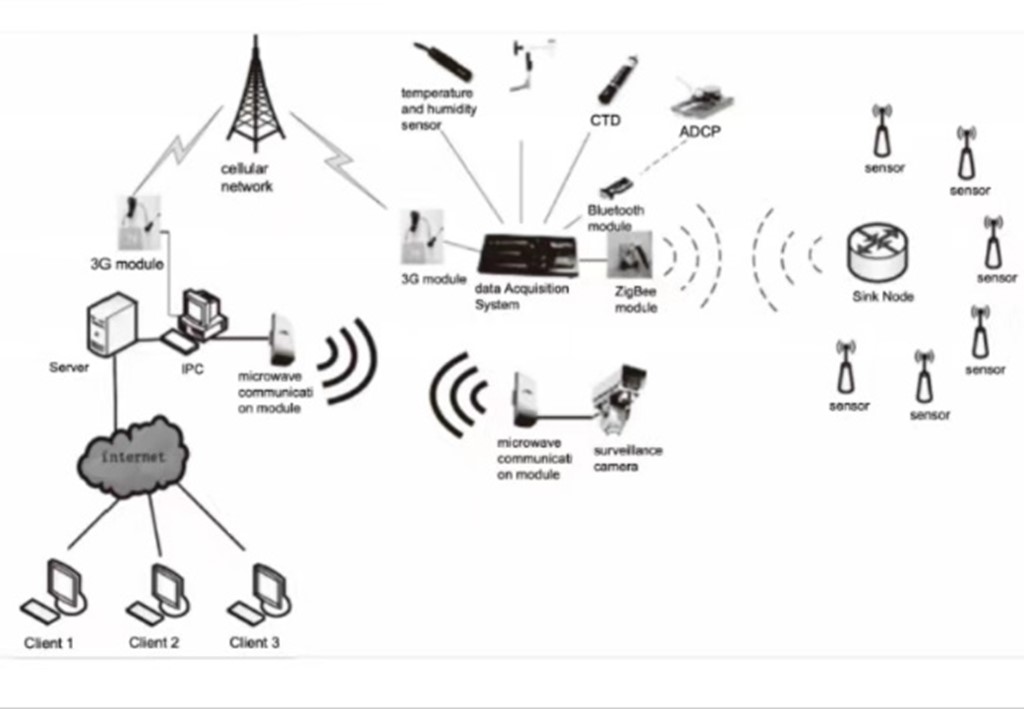 temperature
and humidity
sensor
CTD
ADCP
cellular
network
sensor
sensor
Bluetooth
module
3G module
3G module
data Acquisition
System
ZigBee
module
Sink Node
sensor
Server
IPC
microwave
communicati
on module
sensor
sensor
sensor
microwave
communicati
on module
surveillance
camera
internet
Client 1
Client 2
Client 3